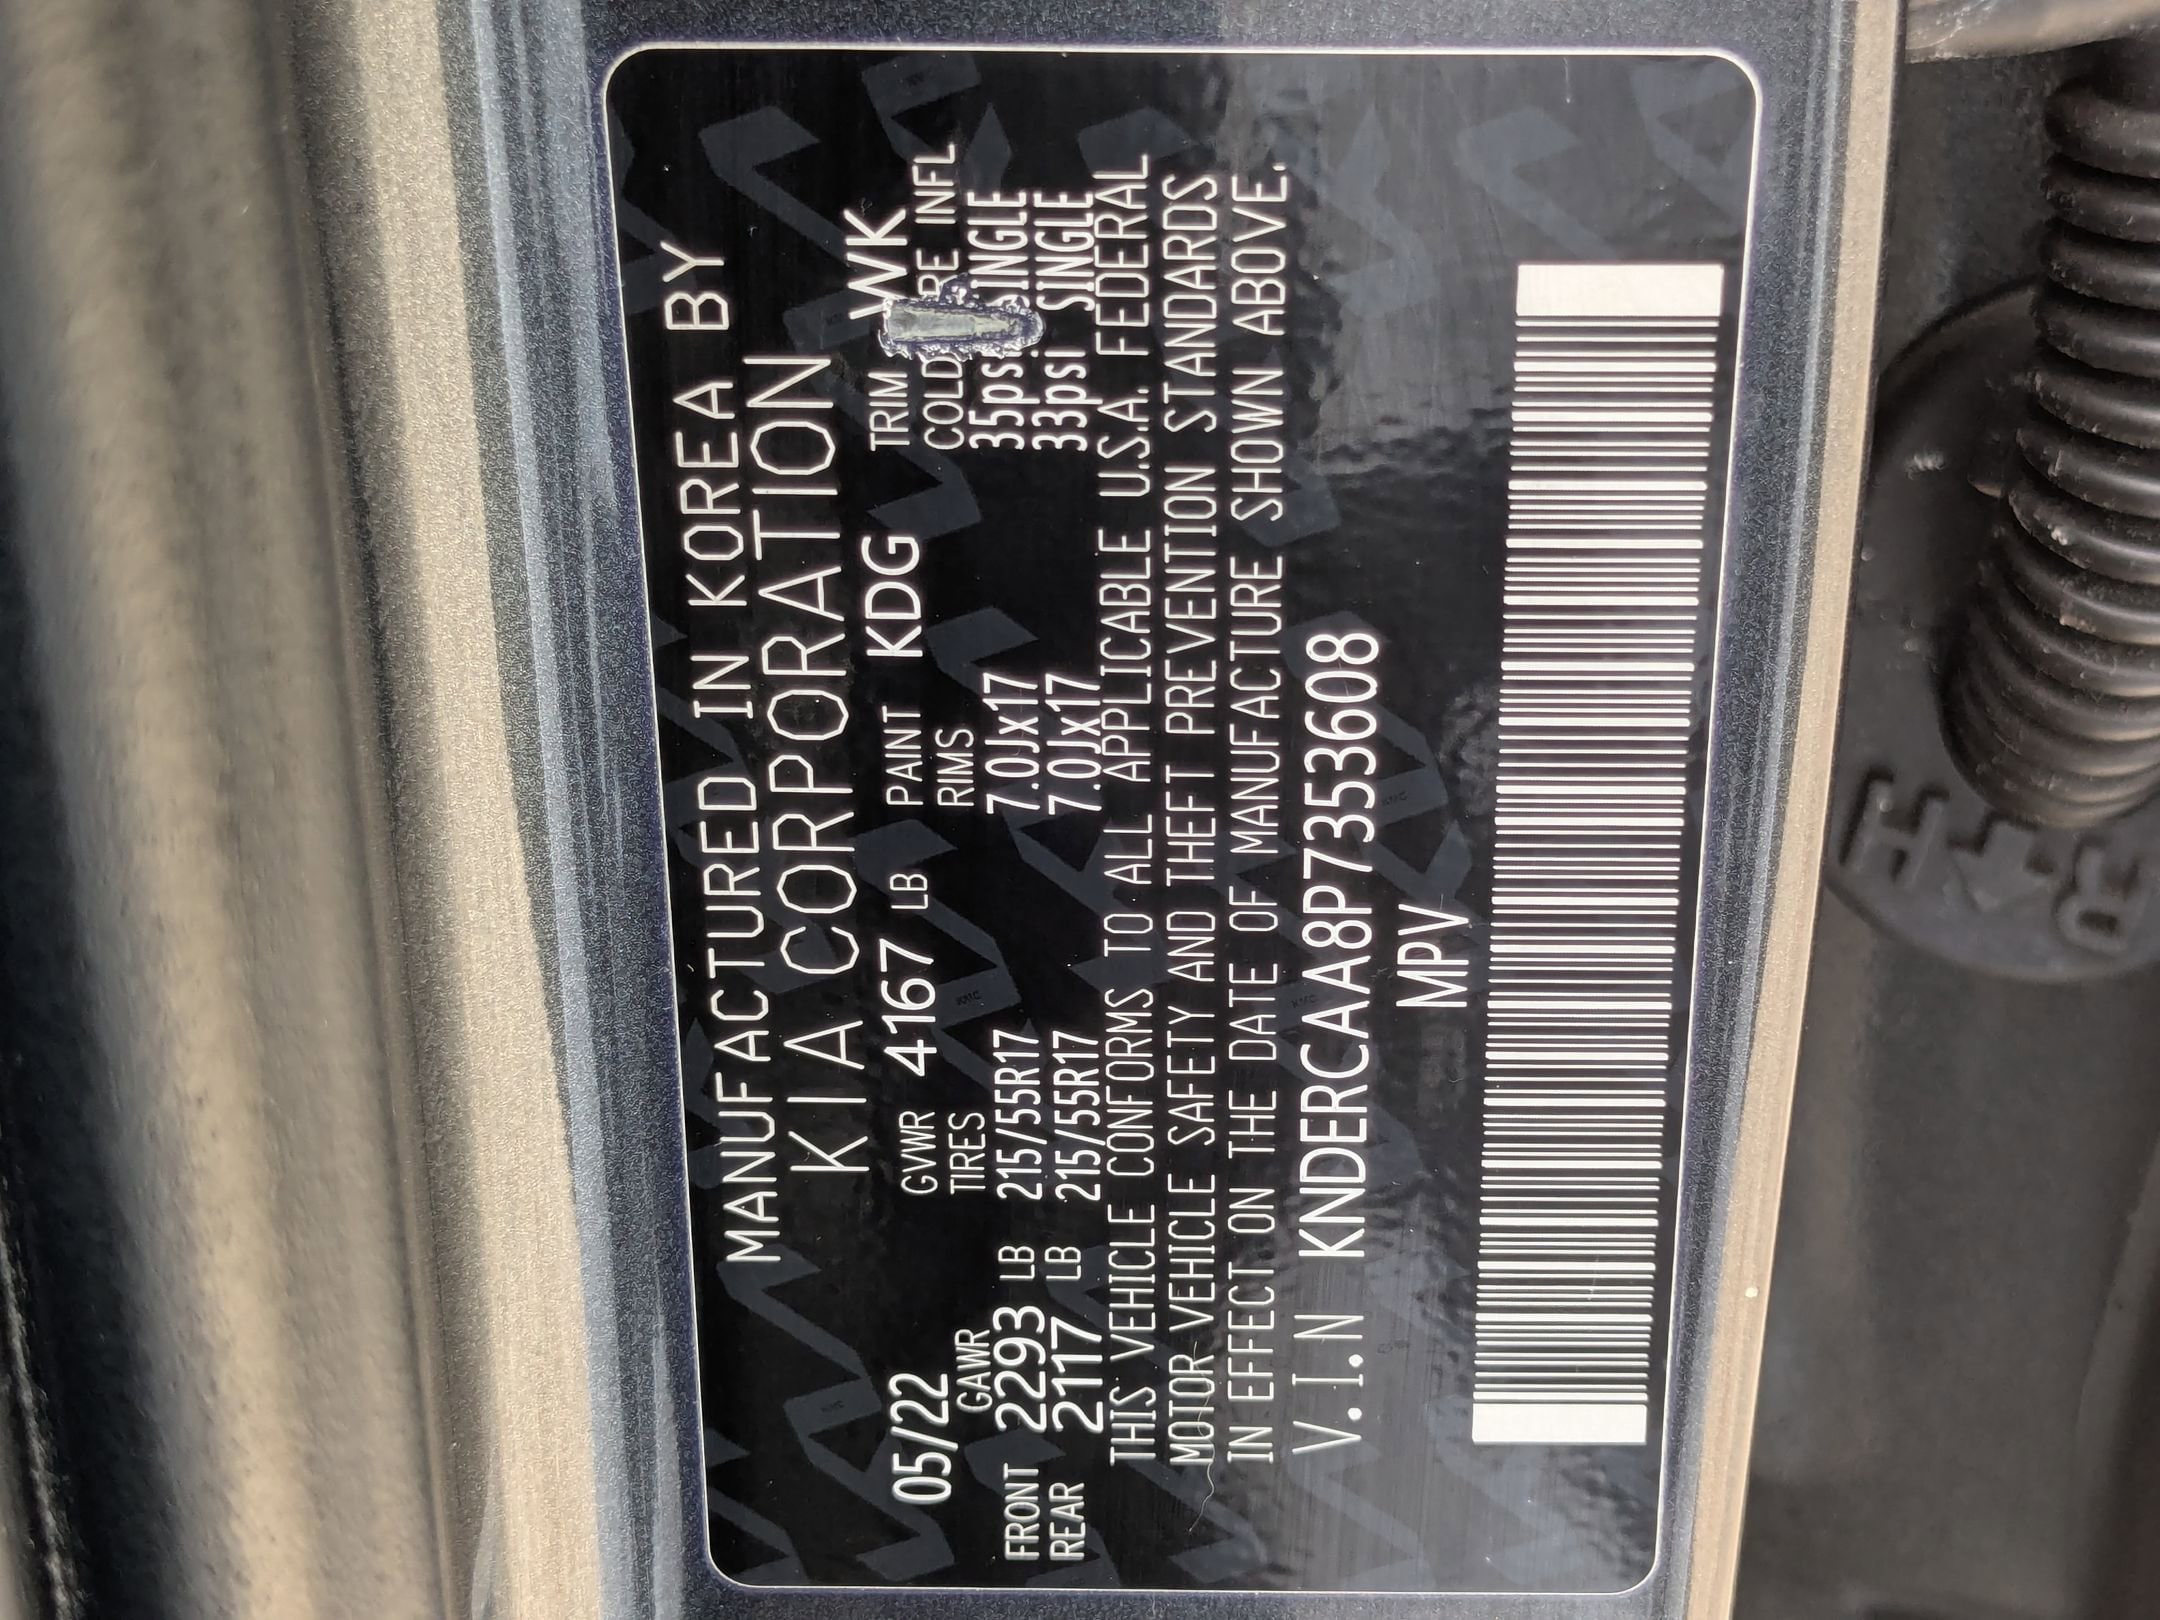 MANUFACTURED IN KOREA BY
KIA CORPORATION
05/22 GVWR 4167 LB PAINT KDG TRIM WK
GAWR TIRES RIMS COLD INFL
FRONT 2293 LB 215/55R17 7.0Jx17 35psi SINGLE
REAR 2117 LB 215/55R17 7.0Jx17 33psi SINGLE
THIS VEHICLE CONFORMS TO ALL APPLICABLE U.S.A. FEDERAL
MOTOR VEHICLE SAFETY AND THEFT PREVENTION STANDARDS
IN EFFECT ON THE DATE OF MANUFACTURE SHOWN ABOVE.
V.I.N KNDERCAA8P7353608
MPV